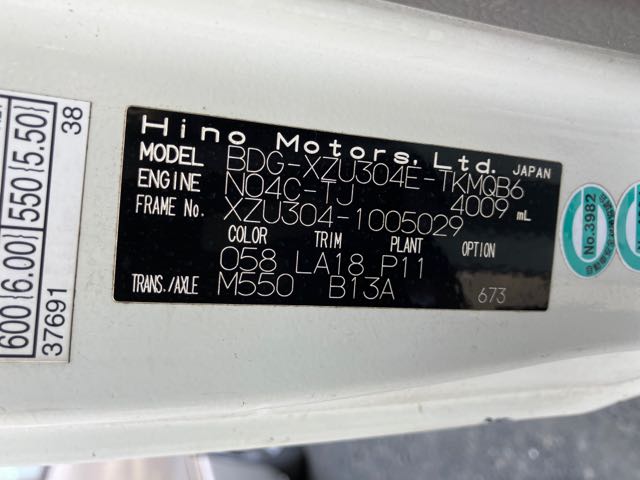 Hino Motors, Ltd. JAPAN
MODEL BDG-XZU304E-TKMQB6
ENGINE N04C-TJ 4009 mL
FRAME No. XZU304-1005029
COLOR TRIM PLANT OPTION
058 LA18 P11
TRANS./AXLE M550 B13A 673
600(6.00) 550(5.50)
37691
38
No.3982